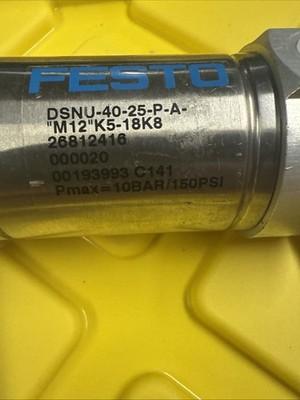 FESTO
DSNU-40-25-P-A-
"M12"K5-18K8
26812416
000020
00193993 C141
Pmax=10BAR/150PSI